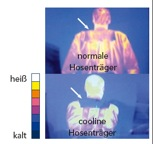 normale
Hosenträger
heiß
kalt
cooline
Hosenträger